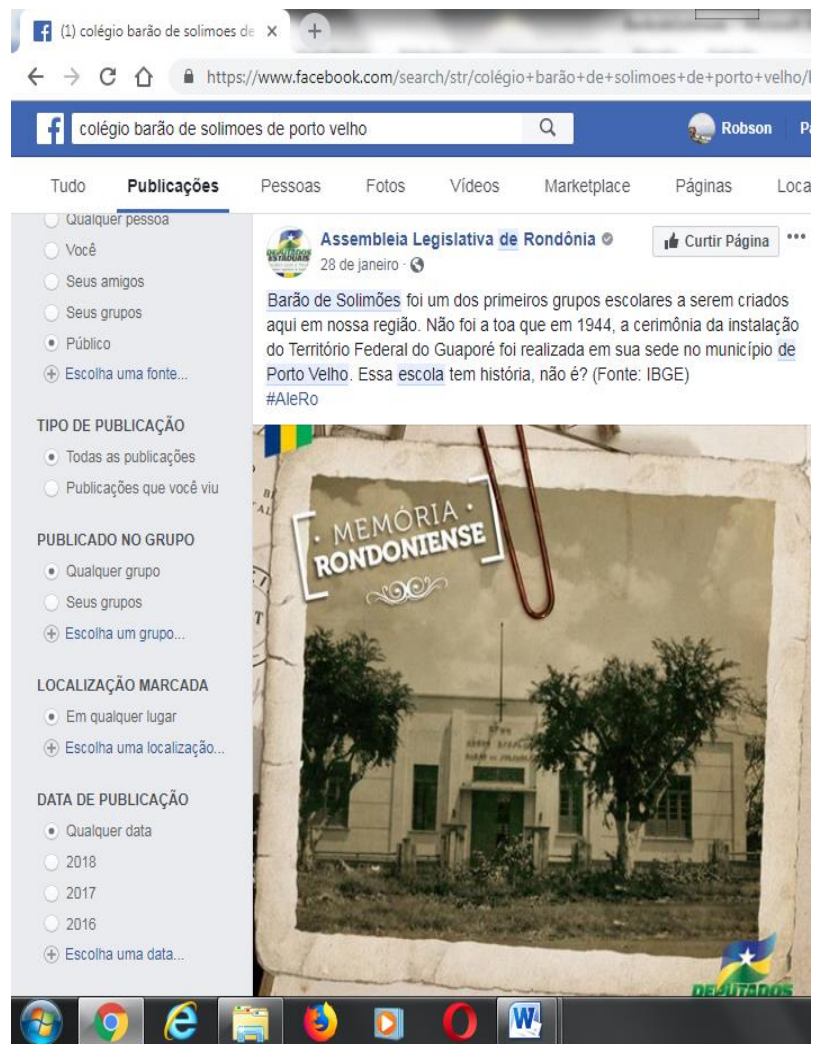 (1) colégio barão de solimoes de
https://www.facebook.com/search/str/colégio+barão+de+solimoes+de+porto+velho/
colégio barão de solimoes de porto velho
Robson
Tudo Publicações Pessoas Fotos Vídeos Marketplace Páginas Loca
Qualquer pessoa
Você
Seus amigos
Seus grupos
Público
Escolha uma fonte...
TIPO DE PUBLICAÇÃO
Todas as publicações
Publicações que você viu
PUBLICADO NO GRUPO
Qualquer grupo
Seus grupos
Escolha um grupo...
LOCALIZAÇÃO MARCADA
Em qualquer lugar
Escolha uma localização...
DATA DE PUBLICAÇÃO
Qualquer data
2018
2017
2016
Escolha uma data...
Assembleia Legislativa de Rondônia
Curtir Página
28 de janeiro
Barão de Solimões foi um dos primeiros grupos escolares a serem criados
aqui em nossa região. Não foi a toa que em 1944, a cerimônia da instalação
do Território Federal do Guaporé foi realizada em sua sede no município de
Porto Velho. Essa escola tem história, não é? (Fonte: IBGE)
#AleRo
MEMÓRIA
RONDONIENSE
DEPUTADOS